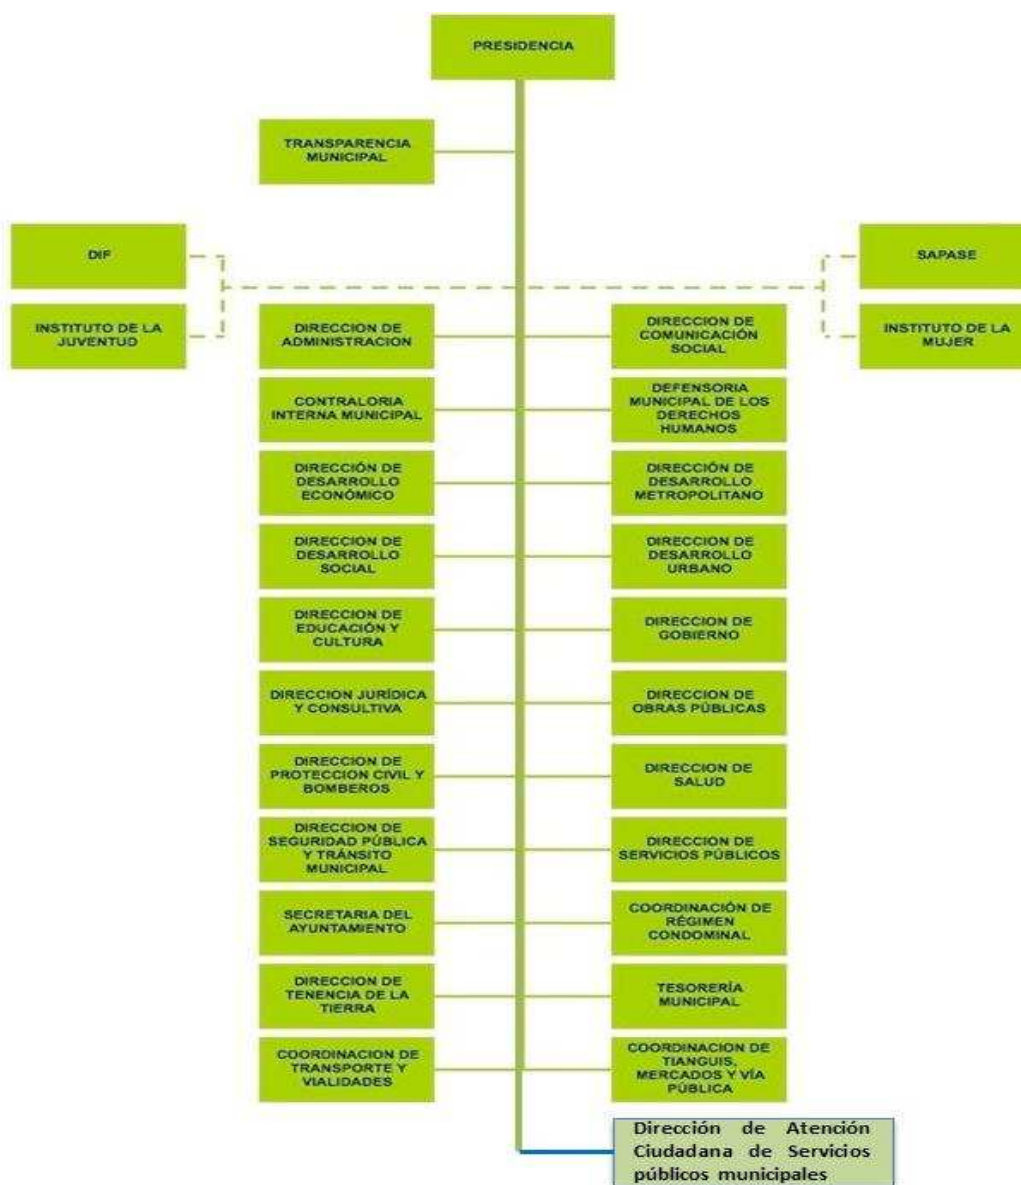 PRESIDENCIA
TRANSPARENCIA
MUNICIPAL
DIF
SAPASE
INSTITUTO DE LA
JUVENTUD
DIRECCION DE
ADMINISTRACION
DIRECCION DE
COMUNICACIÓN
SOCIAL
INSTITUTO DE LA
MUJER
CONTRALORIA
INTERNA MUNICIPAL
DEFENSORIA
MUNICIPAL DE LOS
DERECHOS
HUMANOS
DIRECCIÓN DE
DESARROLLO
ECONÓMICO
DIRECCIÓN DE
DESARROLLO
METROPOLITANO
DIRECCION DE
DESARROLLO
SOCIAL
DIRECCION DE
DESARROLLO
URBANO
DIRECCION DE
EDUCACIÓN Y
CULTURA
DIRECCION DE
GOBIERNO
DIRECCION JURÍDICA
Y CONSULTIVA
DIRECCION DE
OBRAS PÚBLICAS
DIRECCION DE
PROTECCION CIVIL Y
BOMBEROS
DIRECCION DE
SALUD
DIRECCION DE
SEGURIDAD PÚBLICA
Y TRÁNSITO
MUNICIPAL
DIRECCION DE
SERVICIOS PÚBLICOS
SECRETARIA DEL
AYUNTAMIENTO
COORDINACIÓN DE
RÉGIMEN
CONDOMINAL
DIRECCION DE
TENENCIA DE LA
TIERRA
TESORERÍA
MUNICIPAL
COORDINACION DE
TRANSPORTE Y
VIALIDADES
COORDINACION DE
TIANGUIS,
MERCADOS Y VÍA
PÚBLICA
Dirección de Atención
Ciudadana de Servicios
públicos municipales